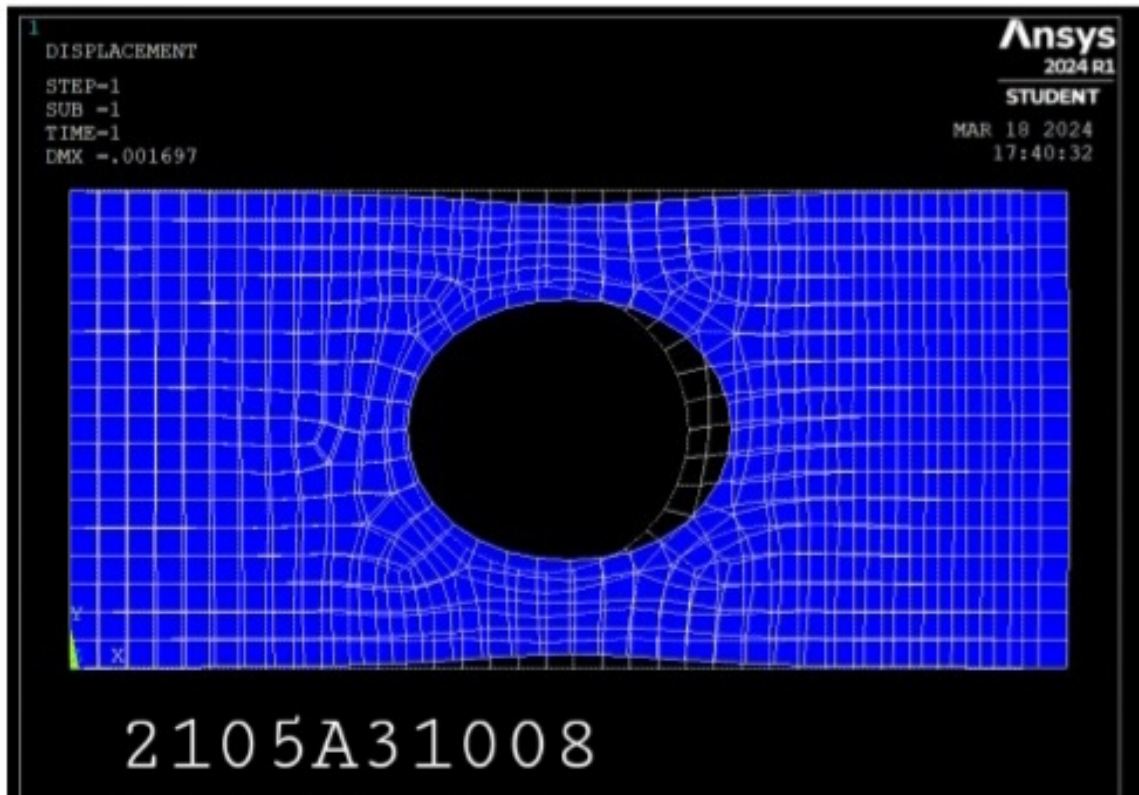 1
DISPLACEMENT
STEP=1
SUB =1
TIME=1
DMX =.001697
Ansys
2024 R1
STUDENT
MAR 18 2024
17:40:32
Y
X
2105A31008